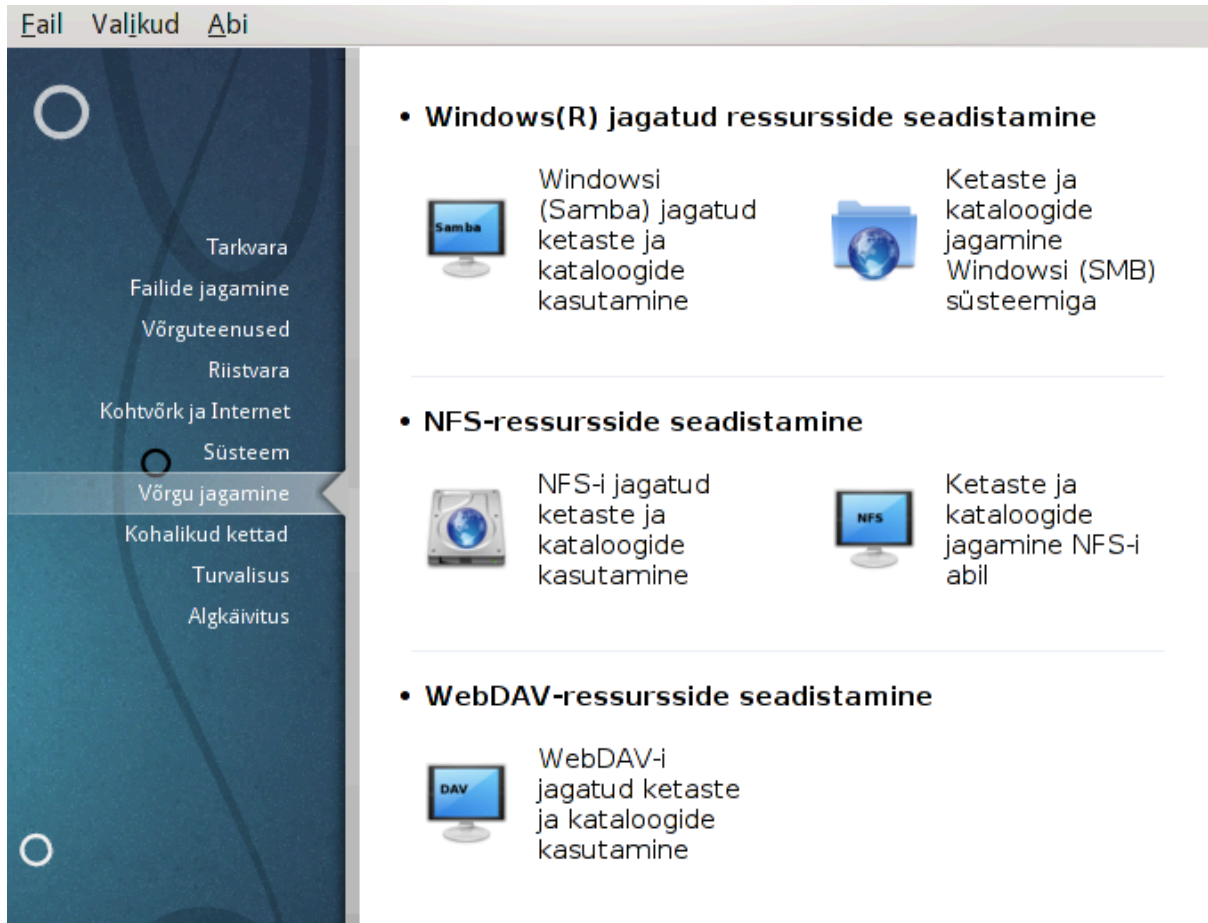 Fail Valikud Abi
Tarkvara
Failide jagamine
Võrguteenused
Riistvara
Kohtvõrk ja Internet
Süsteem
Võrgu jagamine
Kohalikud kettad
Turvalisus
Algkäivitus
• Windows(R) jagatud ressursside seadistamine
Samba
Windowsi
(Samba) jagatud
ketaste ja
kataloogide
kasutamine
Ketaste ja
kataloogide
jagamine
Windowsi (SMB)
süsteemiga
• NFS-ressursside seadistamine
NFS-i jagatud
ketaste ja
kataloogide
kasutamine
NFS
Ketaste ja
kataloogide
jagamine NFS-i
abil
• WebDAV-ressursside seadistamine
DAV
WebDAV-i
jagatud ketaste
ja kataloogide
kasutamine